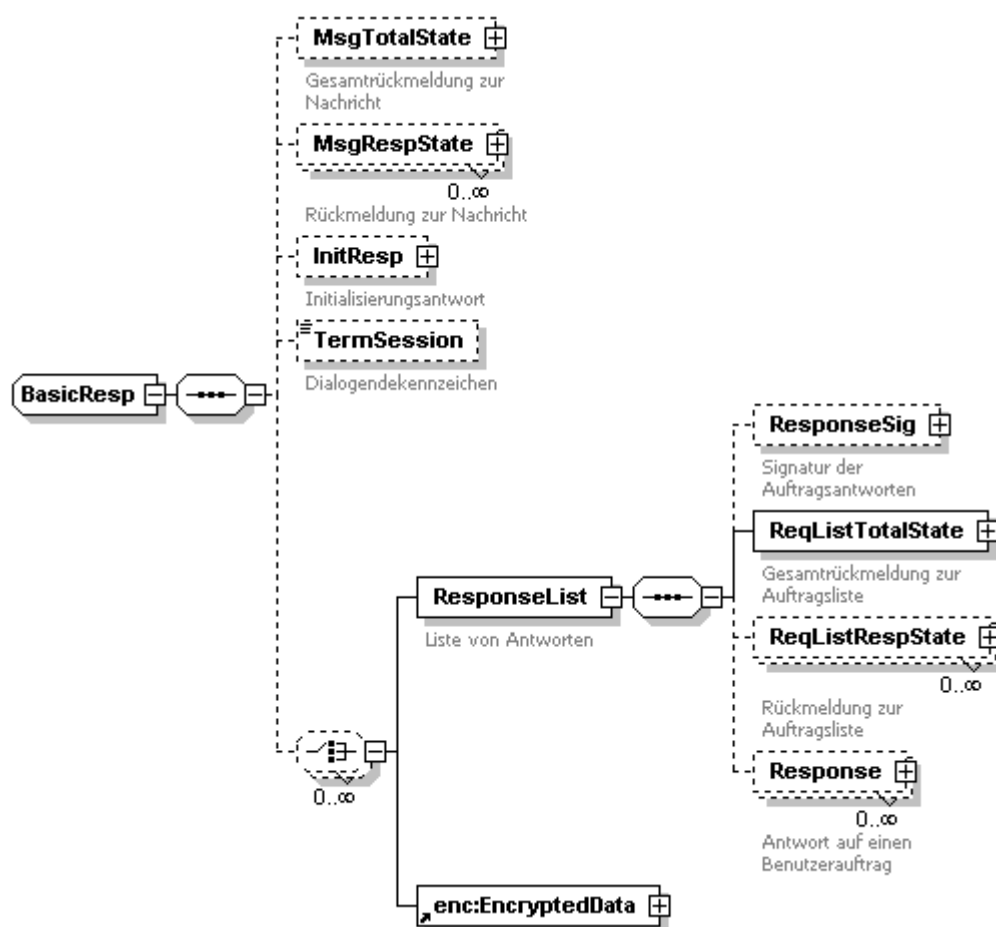 MsgTotalState
Gesamtrückmeldung zur
Nachricht
MsgRespState
0..∞
Rückmeldung zur Nachricht
InitResp
Initialisierungsantwort
TermSession
Dialogendekennzeichen
BasicResp
ResponseSig
Signatur der
Auftragsantworten
ReqListTotalState
Gesamtrückmeldung zur
Auftragsliste
ResponseList
Liste von Antworten
ReqListRespState
0..∞
Rückmeldung zur
Auftragsliste
Response
0..∞
Antwort auf einen
Benutzerauftrag
0..∞
enc:EncryptedData